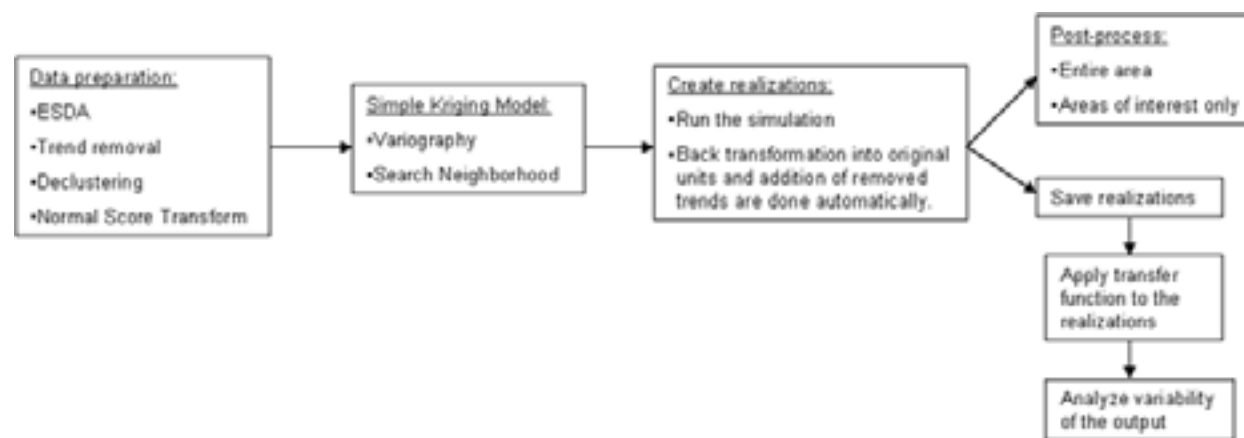 Data preparation:
•ESDA
•Trend removal
•Declustering
•Normal Score Transform
Simple Kriging Model:
•Variography
•Search Neighborhood
Create realizations:
•Run the simulation
•Back transformation into original
units and addition of removed
trends are done automatically.
Post-process:
•Entire area
•Areas of interest only
Save realizations
Apply transfer
function to the
realizations
Analyze variability
of the output